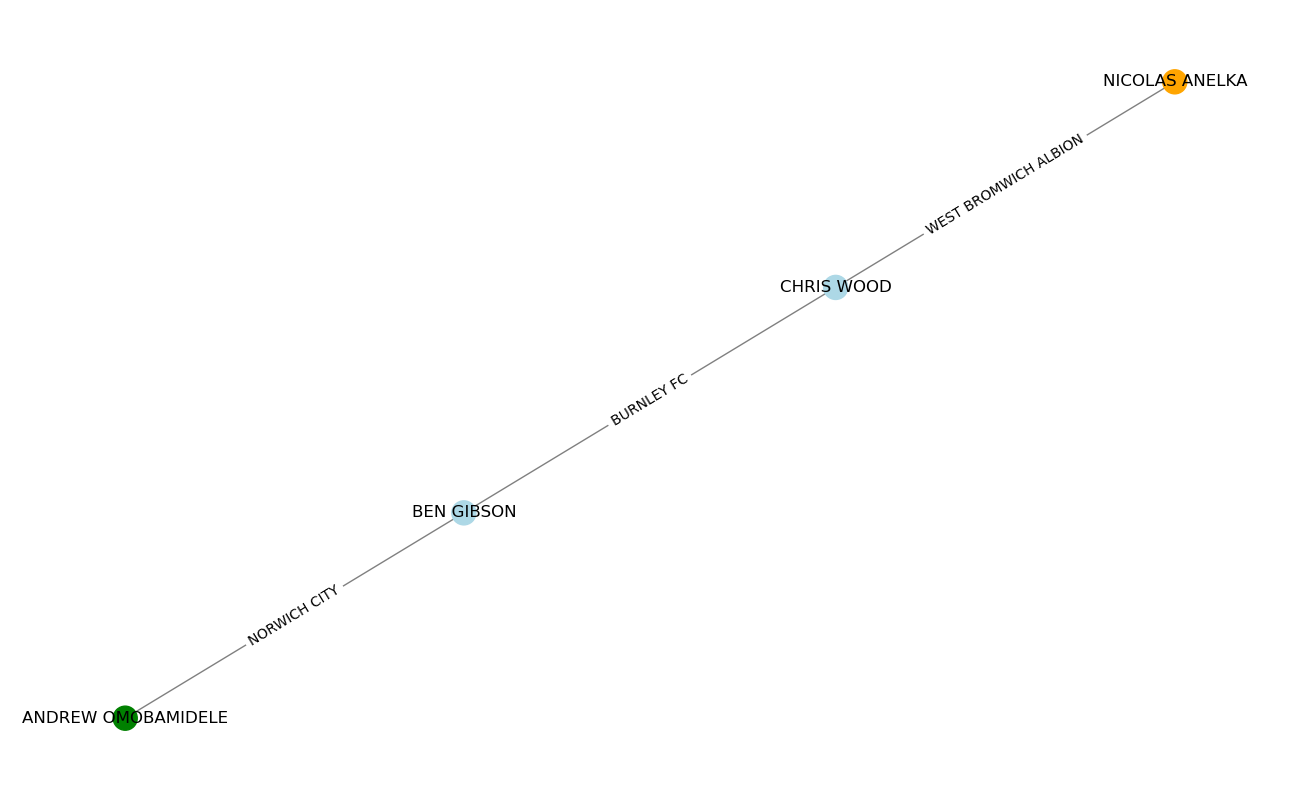 NICOLAS ANELKA
WEST BROMWICH ALBION
CHRIS WOOD
BURNLEY FC
BEN GIBSON
NORWICH CITY
ANDREW OMOBAMIDELE